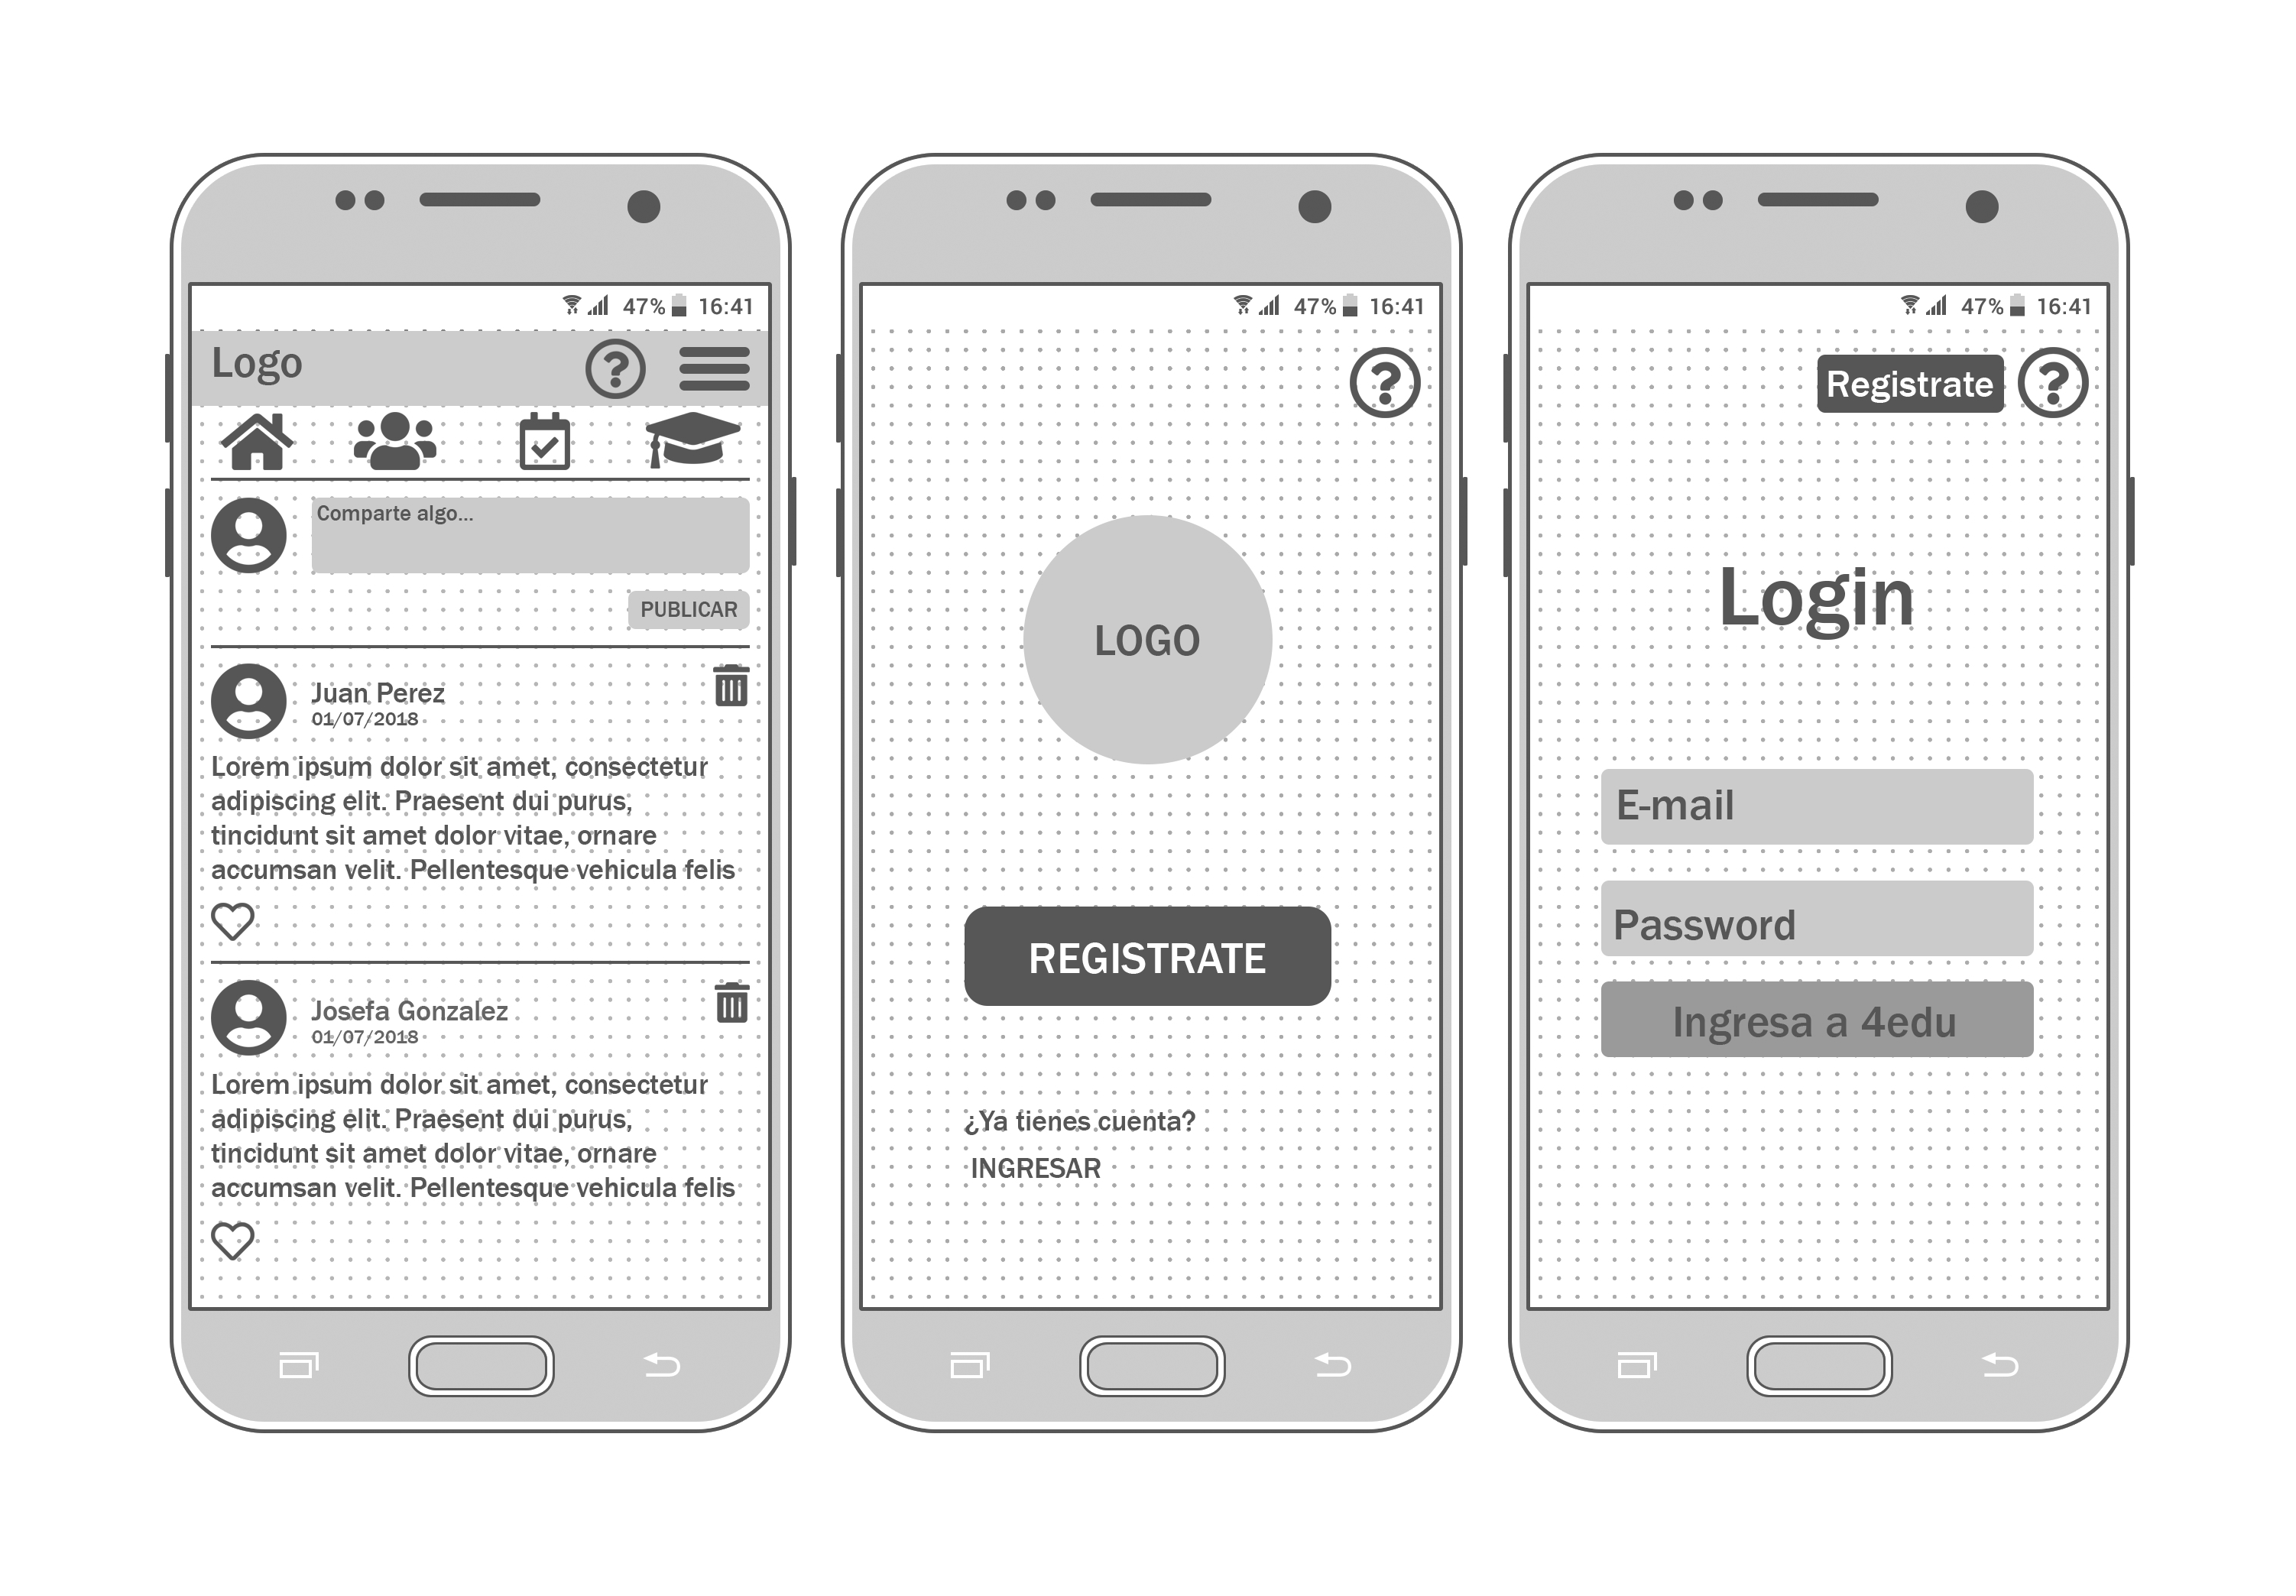 47% 16:41
Logo
Comparte algo...
PUBLICAR
Juan Perez
01/07/2018
Lorem ipsum dolor sit amet, consectetur
adipiscing elit. Praesent dui purus,
tincidunt sit amet dolor vitae, ornare
accumsan velit. Pellentesque vehicula felis
Josefa Gonzalez
01/07/2018
Lorem ipsum dolor sit amet, consectetur
adipiscing elit. Praesent dui purus,
tincidunt sit amet dolor vitae, ornare
accumsan velit. Pellentesque vehicula felis
47% 16:41
?
LOGO
REGISTRATE
¿Ya tienes cuenta?
INGRESAR
47% 16:41
Registrate ?
Login
E-mail
Password
Ingresa a 4edu